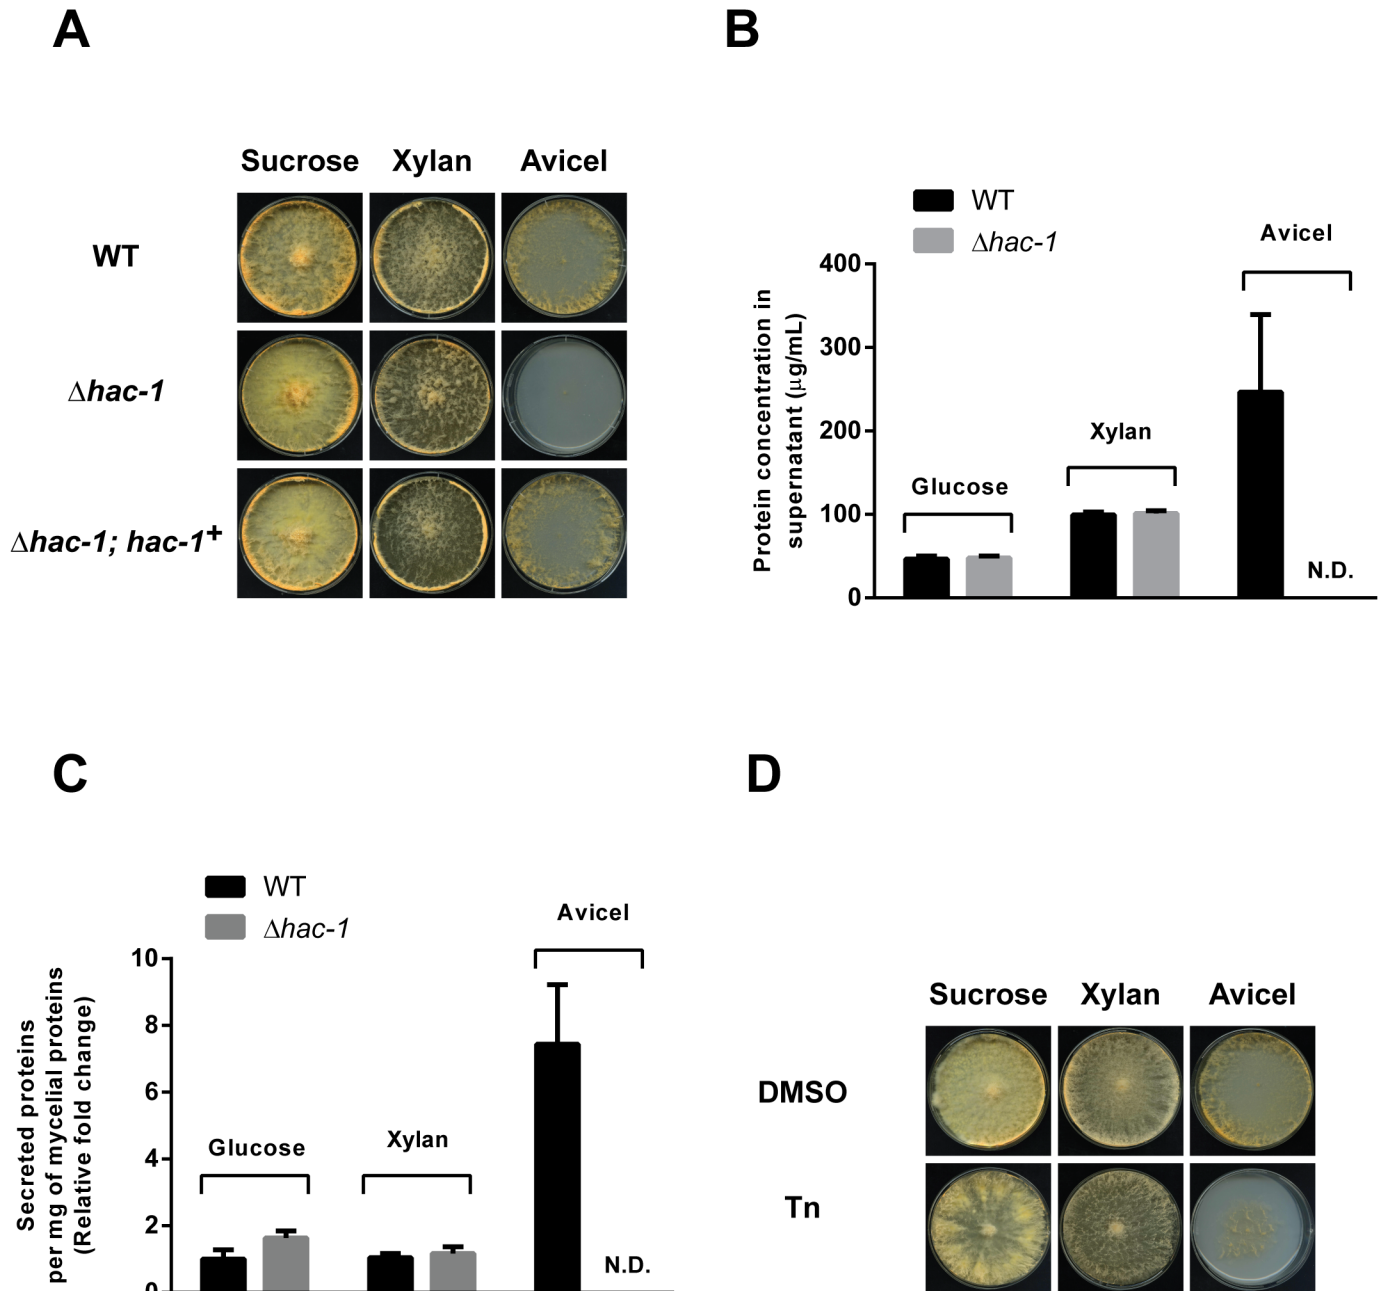 A
Sucrose Xylan Avicel
WT
Δhac-1
Δhac-1; hac-1+
B
WT
Δhac-1
Protein concentration in
supernatant (µg/mL)
400
300
200
100
0
Glucose
Xylan
Avicel
N.D.
C
WT
Δhac-1
Secreted proteins
per mg of mycelial proteins
(Relative fold change)
10
8
6
4
2
0
Glucose
Xylan
Avicel
N.D.
D
Sucrose Xylan Avicel
DMSO
Tn